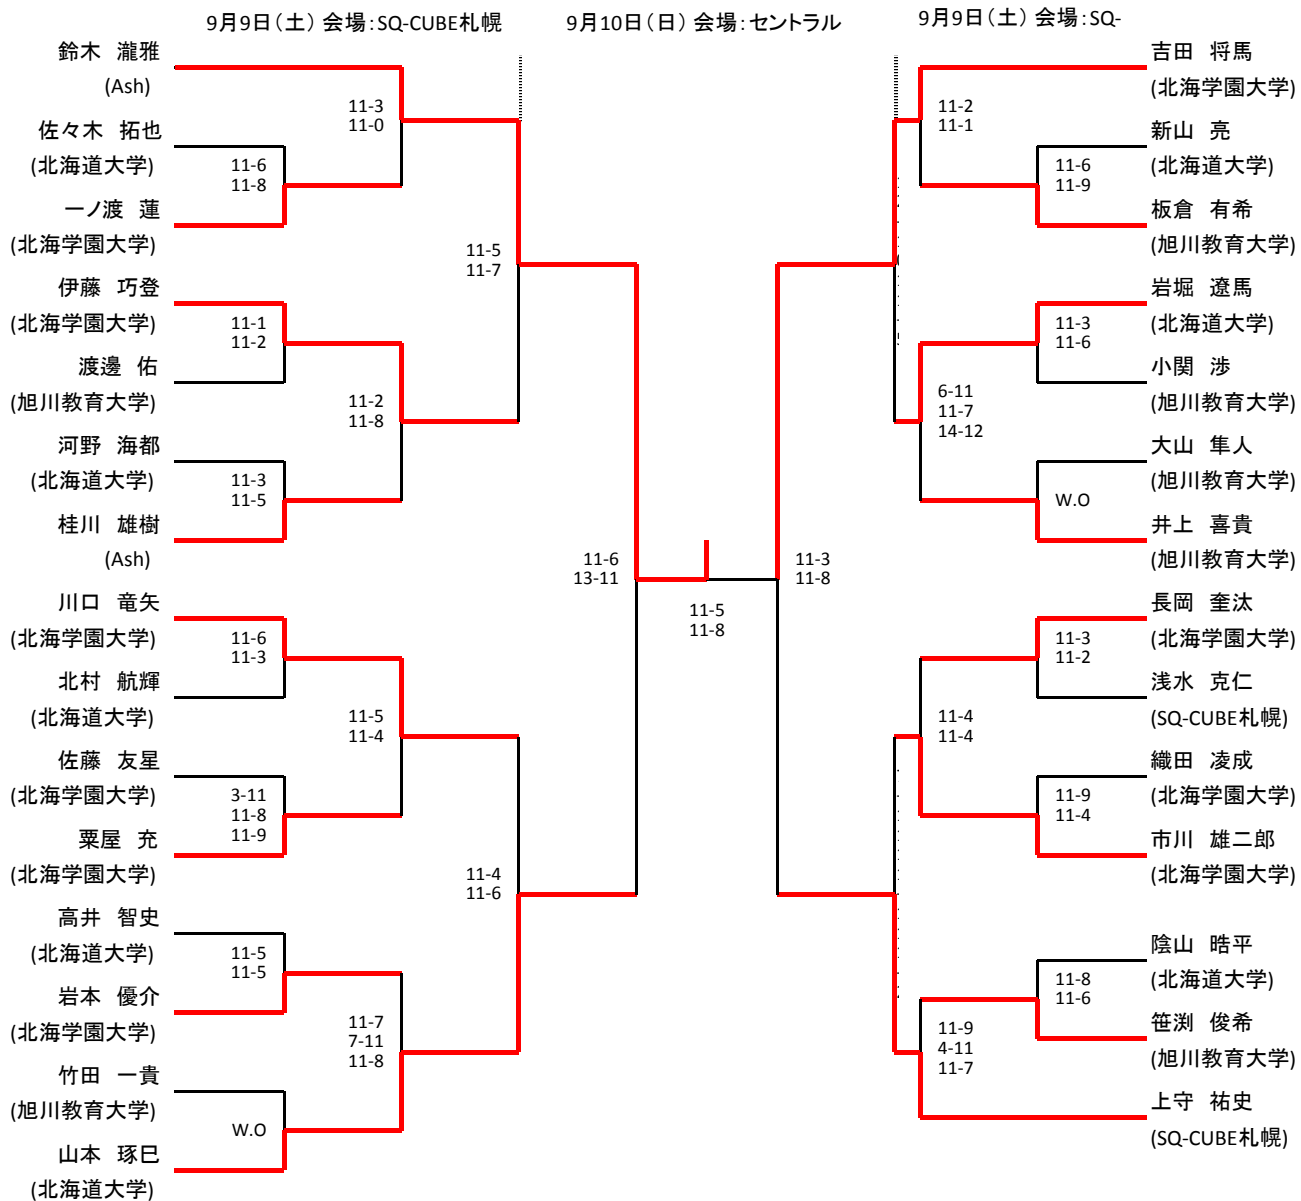 9月9日(土) 会場:SQ-CUBE札幌
9月10日(日) 会場:セントラル
9月9日(土) 会場:SQ-
鈴木 瀧雅
(Ash)
佐々木 拓也
(北海道大学)
一ノ渡 蓮
(北海学園大学)
伊藤 巧登
(北海学園大学)
渡邊 佑
(旭川教育大学)
河野 海都
(北海道大学)
桂川 雄樹
(Ash)
川口 竜矢
(北海学園大学)
北村 航輝
(北海道大学)
佐藤 友星
(北海学園大学)
粟屋 充
(北海学園大学)
高井 智史
(北海道大学)
岩本 優介
(北海学園大学)
竹田 一貴
(旭川教育大学)
山本 琢巳
(北海道大学)
11-6
11-8
11-1
11-2
11-3
11-5
11-6
11-3
3-11
11-8
11-9
11-5
11-5
W.O
11-3
11-0
11-2
11-8
11-5
11-4
11-7
7-11
11-8
11-5
11-7
11-4
11-6
11-6
13-11
11-5
11-8
11-3
11-8
11-2
11-1
6-11
11-7
14-12
11-4
11-4
11-9
4-11
11-7
11-6
11-9
11-3
11-6
W.O
11-3
11-2
11-9
11-4
11-8
11-6
吉田 将馬
(北海学園大学)
新山 亮
(北海道大学)
板倉 有希
(旭川教育大学)
岩堀 遼馬
(北海道大学)
小関 渉
(旭川教育大学)
大山 隼人
(旭川教育大学)
井上 喜貴
(旭川教育大学)
長岡 奎汰
(北海学園大学)
浅水 克仁
(SQ-CUBE札幌)
織田 凌成
(北海学園大学)
市川 雄二郎
(北海学園大学)
陰山 晧平
(北海道大学)
笹渕 俊希
(旭川教育大学)
上守 祐史
(SQ-CUBE札幌)